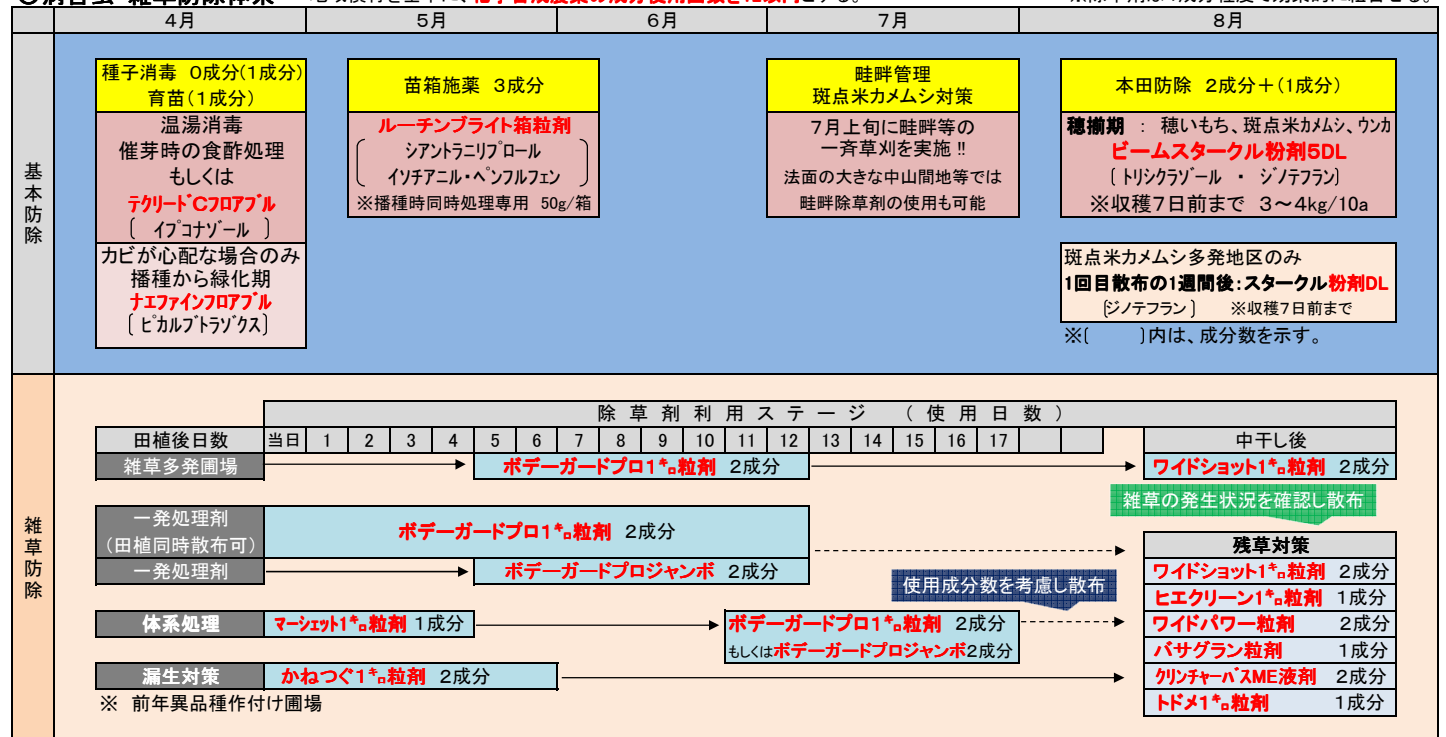 4月 5月 6月 7月 8月
基本防除
種子消毒 0成分(1成分)
育苗(1成分)
温湯消毒
催芽時の食酢処理
もしくは
テクリードCフロアブル
〔 イプコナゾール 〕
カビが心配な場合のみ
播種から緑化期
ナエファインフロアブル
〔ピカルブトラゾクス〕
苗箱施薬 3成分
ルーチンブライト箱粒剤
シアントラニリプロール
イソチアニル・ペンフルフェン
※播種時同時処理専用 50g/箱
畦畔管理
斑点米カメムシ対策
7月上旬に畦畔等の
一斉草刈を実施!!
法面の大きな中山間地等では
畦畔除草剤の使用も可能
本田防除 2成分+(1成分)
穂揃期 : 穂いもち、斑点米カメムシ、ウンカ
ビームスタークル粉剤5DL
〔トリシクラゾール ・ ジノテフラン〕
※収穫7日前まで 3~4kg/10a
斑点米カメムシ多発地区のみ
1回目散布の1週間後:スタークル粉剤DL
〔ジノテフラン〕 ※収穫7日前まで
※〔 〕内は、成分数を示す。
雑草防除
除草剤利用ステージ (使用日数)
田植後日数 当日 1 2 3 4 5 6 7 8 9 10 11 12 13 14 15 16 17 中干し後
雑草多発圃場 ボデーガードプロ1㌔粒剤 2成分 ワイドショット1㌔粒剤 2成分
雑草の発生状況を確認し散布
一発処理剤
(田植同時散布可)
ボデーガードプロ1㌔粒剤 2成分
一発処理剤 ボデーガードプロジャンボ 2成分
使用成分数を考慮し散布
体系処理 マーシェット1㌔粒剤 1成分 ボデーガードプロ1㌔粒剤 2成分
もしくはボデーガードプロジャンボ2成分
漏生対策 かねつぐ1㌔粒剤 2成分
※ 前年異品種作付け圃場
残草対策
ワイドショット1㌔粒剤 2成分
ヒエクリーン1㌔粒剤 1成分
ワイドパワー粒剤 2成分
バサグラン粒剤 1成分
クリンチャーバスME液剤 2成分
トドメ1㌔粒剤 1成分